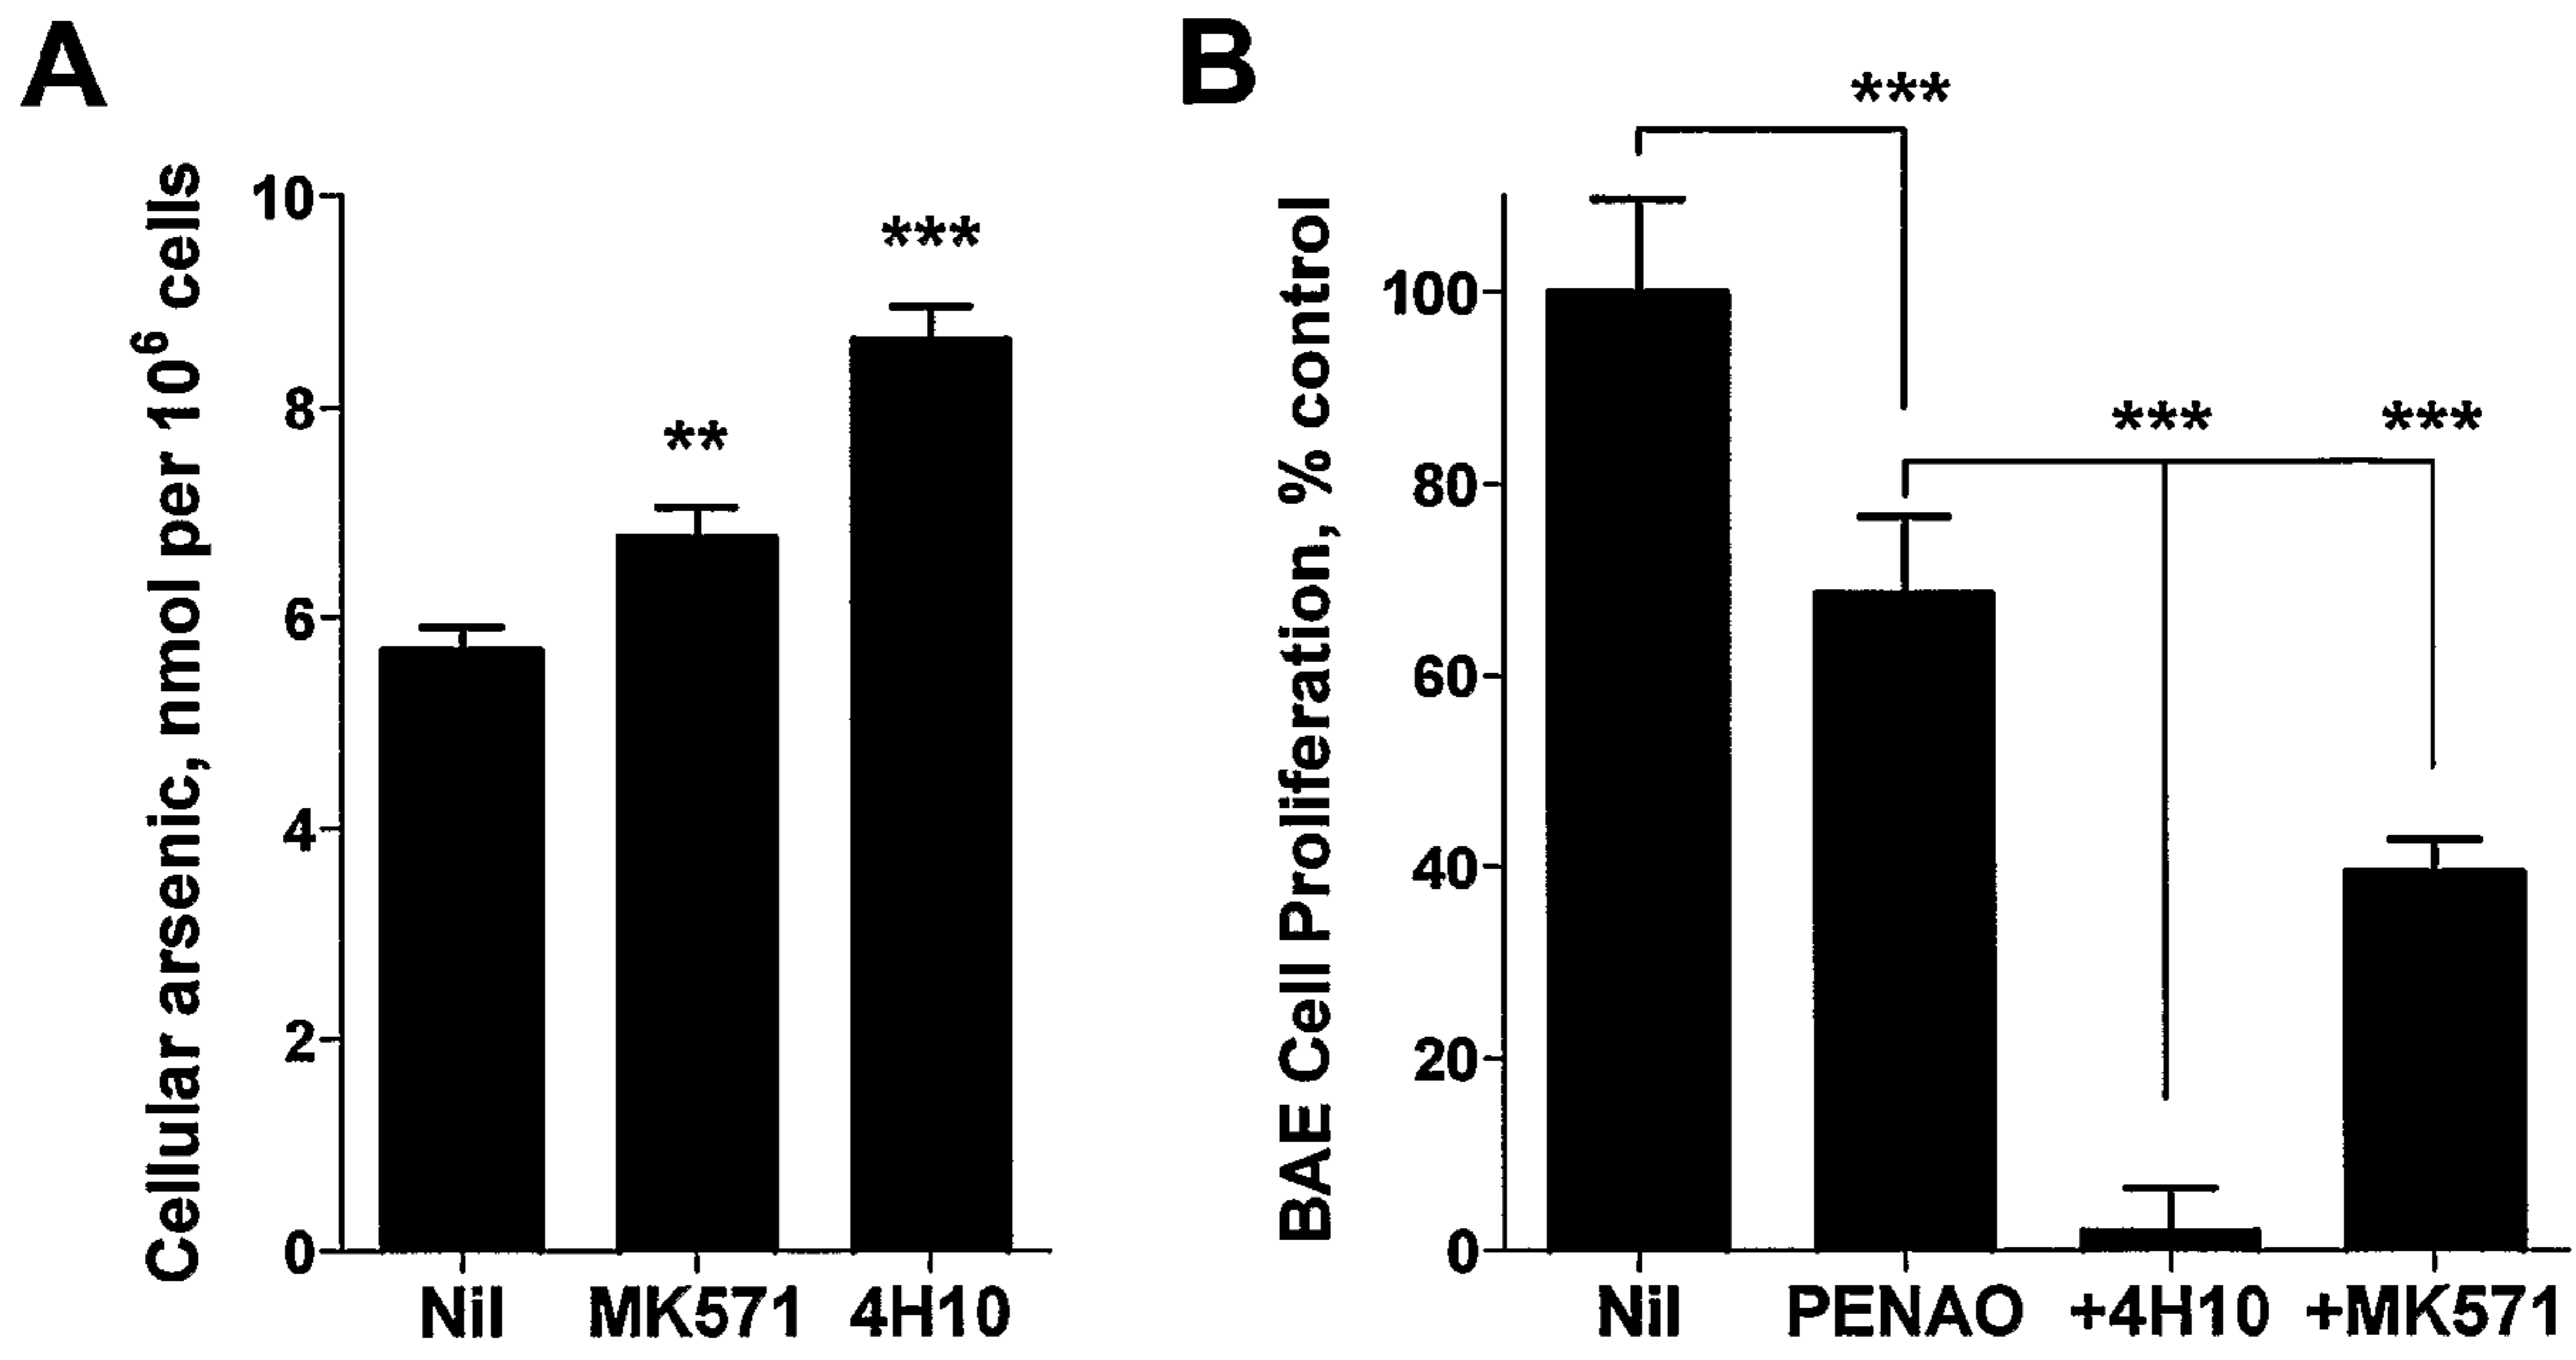 A
Cellular arsenic, nmol per 10⁶ cells
10
8
6
4
2
0
**
***
Nil
MK571
4H10
B
BAE Cell Proliferation, % control
100
80
60
40
20
0
***
***
***
Nil
PENAO
+4H10
+MK571